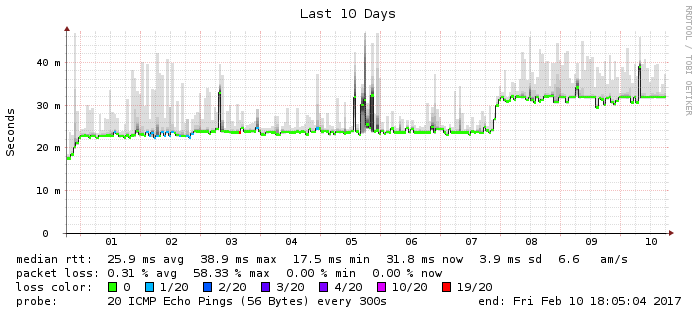 Last 10 Days
RRDTOOL / TOBI OETIKER
Seconds
40 m
30 m
20 m
10 m
0
01 02 03 04 05 06 07 08 09 10
median rtt: 25.9 ms avg 38.9 ms max 17.5 ms min 31.8 ms now 3.9 ms sd 6.6 am/s
packet loss: 0.31 % avg 58.33 % max 0.00 % min 0.00 % now
loss color: 0 1/20 2/20 3/20 4/20 10/20 19/20
probe: 20 ICMP Echo Pings (56 Bytes) every 300s end: Fri Feb 10 18:05:04 2017